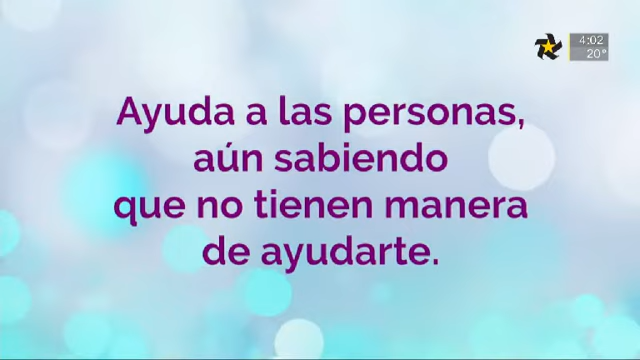 4:02
20°
Ayuda a las personas,
aún sabiendo
que no tienen manera
de ayudarte.